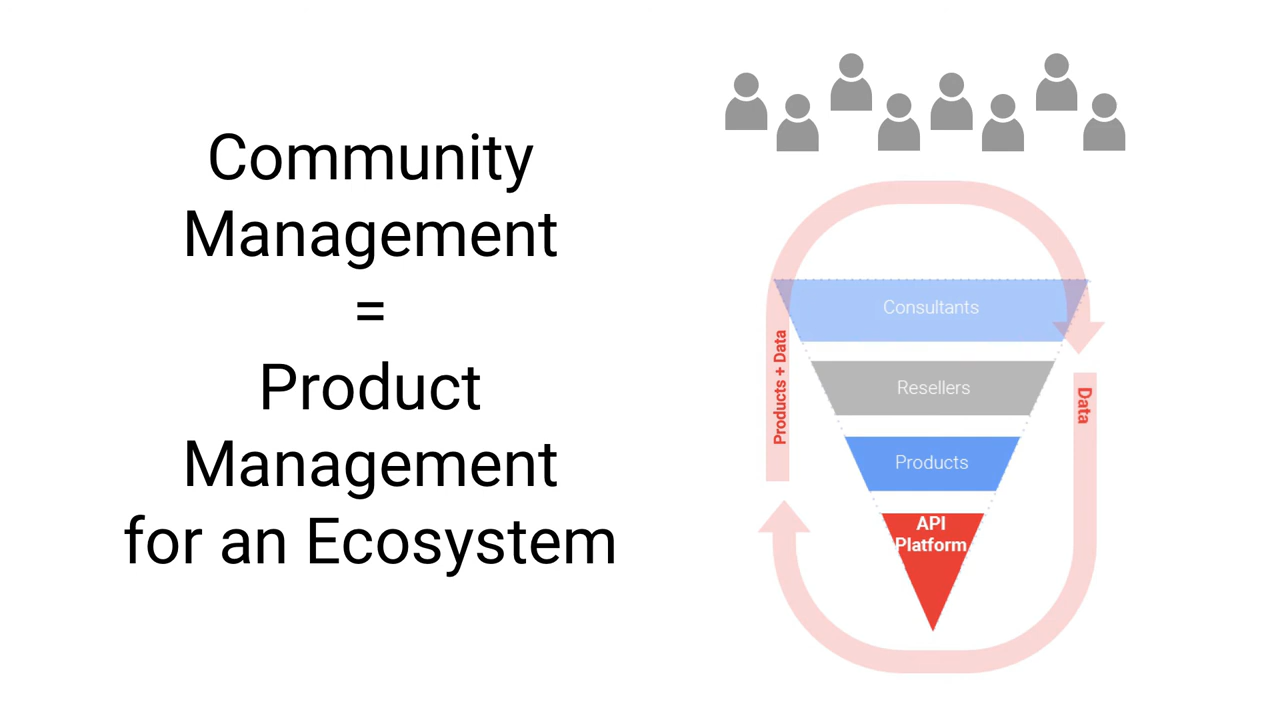 Community
Management
=
Product
Management
for an Ecosystem
Consultants
Resellers
Products
API
Platform
Products + Data
Data